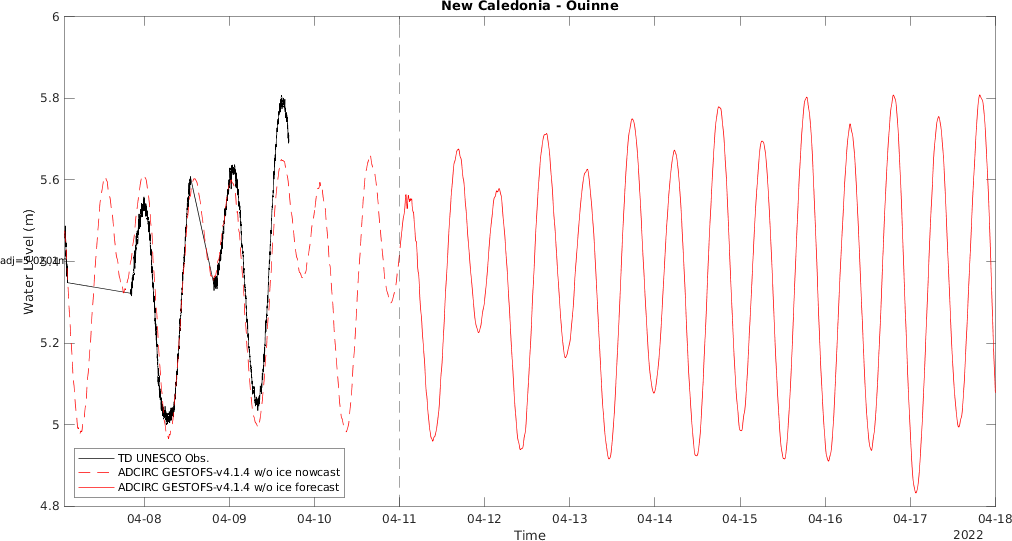 New Caledonia - Ouinne
6
5.8
5.6
5.2
5
4.8
Water Level (m)
TD UNESCO Obs.
ADCIRC GESTOFS-v4.1.4 w/o ice nowcast
ADCIRC GESTOFS-v4.1.4 w/o ice forecast
04-08 04-09 04-10 04-11 04-12 04-13 04-14 04-15 04-16 04-17 04-18
Time
2022